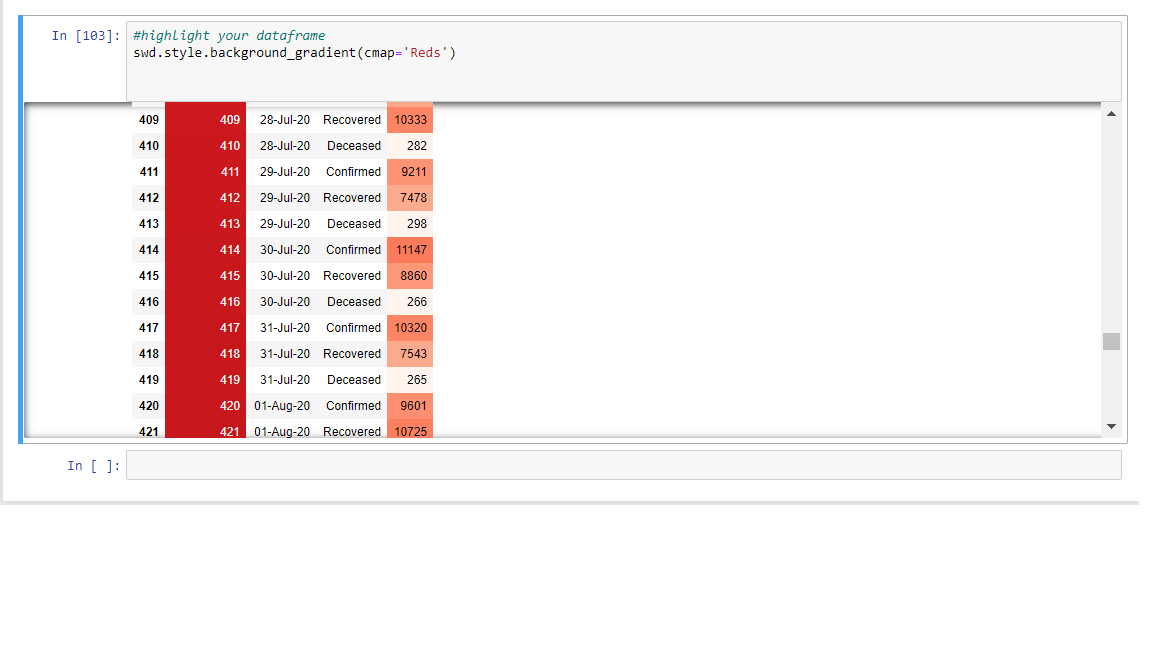 In [103]: #highlight your dataframe
swd.style.background_gradient(cmap='Reds')
409 409 28-Jul-20 Recovered 10333
410 410 28-Jul-20 Deceased 282
411 411 29-Jul-20 Confirmed 9211
412 412 29-Jul-20 Recovered 7478
413 413 29-Jul-20 Deceased 298
414 414 30-Jul-20 Confirmed 11147
415 415 30-Jul-20 Recovered 8860
416 416 30-Jul-20 Deceased 266
417 417 31-Jul-20 Confirmed 10320
418 418 31-Jul-20 Recovered 7543
419 419 31-Jul-20 Deceased 265
420 420 01-Aug-20 Confirmed 9601
421 421 01-Aug-20 Recovered 10725
In [ ]: